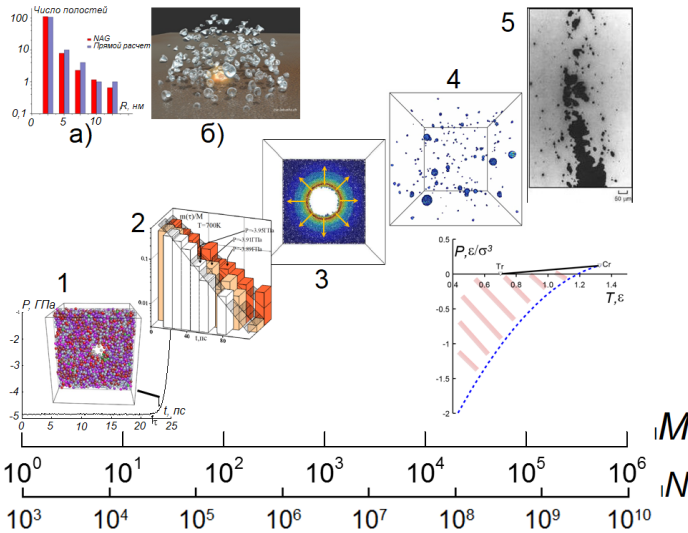 Число полостей
100
10
1
0,1
NAG
Прямой расчет
0 5 10
R, нм
а)
б)
5
80 μm
4
3
2
m(τ)/M
T=700K
P=-3.95ГПа
P=-3.91ГПа
0.1
0.01
0 40 80
t,пс
1
P, ГПа
-1
-2
-3
-4
-5
0 5 10 15 20 25
τ
t, пс
P,ε/σ³
Tr
Cr
0.4 0.6 0.8 1.0 1.2 1.4
T,ε
0
-0.5
-1
-1.5
-2
M
10⁰ 10¹ 10² 10³ 10⁴ 10⁵ 10⁶
N
10³ 10⁴ 10⁵ 10⁶ 10⁷ 10⁸ 10⁹ 10¹⁰